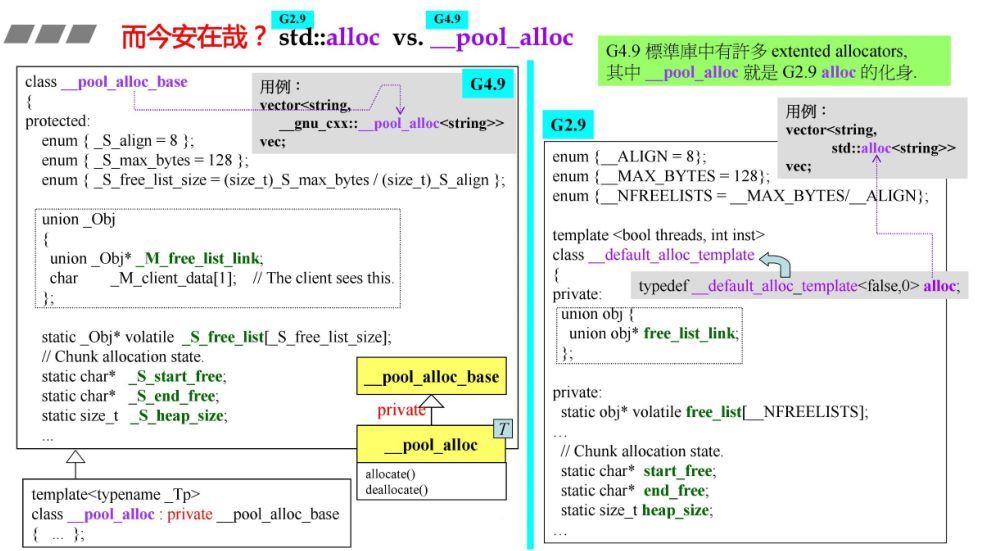 而今安在哉？ std::alloc vs. __pool_alloc
G2.9
G4.9
G4.9 標準庫中有許多 extented allocators,
其中 __pool_alloc 就是 G2.9 alloc 的化身.
G4.9
class __pool_alloc_base
{
protected:
enum { _S_align = 8 };
enum { _S_max_bytes = 128 };
enum { _S_free_list_size = (size_t)_S_max_bytes / (size_t)_S_align };
用例：
vector<string,
__gnu_cxx::__pool_alloc<string>>
vec;
union _Obj
{
union _Obj* _M_free_list_link;
char _M_client_data[1]; // The client sees this.
};
static _Obj* volatile _S_free_list[_S_free_list_size];
// Chunk allocation state.
static char* _S_start_free;
static char* _S_end_free;
static size_t _S_heap_size;
...
__pool_alloc_base
private
T
__pool_alloc
allocate()
deallocate()
template<typename _Tp>
class __pool_alloc : private __pool_alloc_base
{ ... };
G2.9
用例：
vector<string,
std::alloc<string>>
vec;
enum {__ALIGN = 8};
enum {__MAX_BYTES = 128};
enum {__NFREELISTS = __MAX_BYTES/__ALIGN};
template <bool threads, int inst>
class __default_alloc_template
{
typedef __default_alloc_template<false,0> alloc;
private:
union obj {
union obj* free_list_link;
};
private:
static obj* volatile free_list[__NFREELISTS];
...
// Chunk allocation state.
static char* start_free;
static char* end_free;
static size_t heap_size;
...